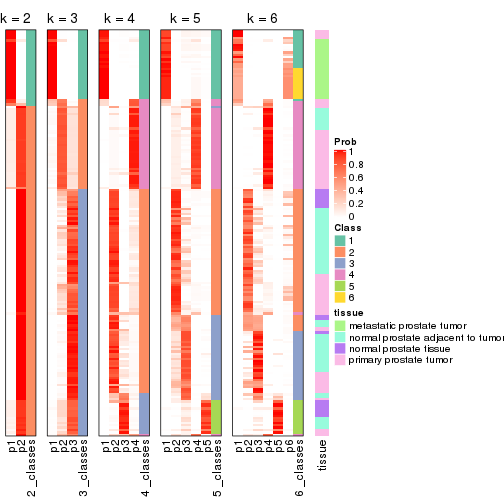 k = 2 k = 3 k = 4 k = 5 k = 6
Prob
1
0.8
0.6
0.4
0.2
0
Class
1
2
3
4
5
6
tissue
metastatic prostate tumor
normal prostate adjacent to tumor
normal prostate tissue
primary prostate tumor
p1
p2
2_classes
p1
p2
p3
3_classes
p1
p2
p3
p4
4_classes
p1
p2
p3
p4
p5
5_classes
p1
p2
p3
p4
p5
p6
6_classes
tissue